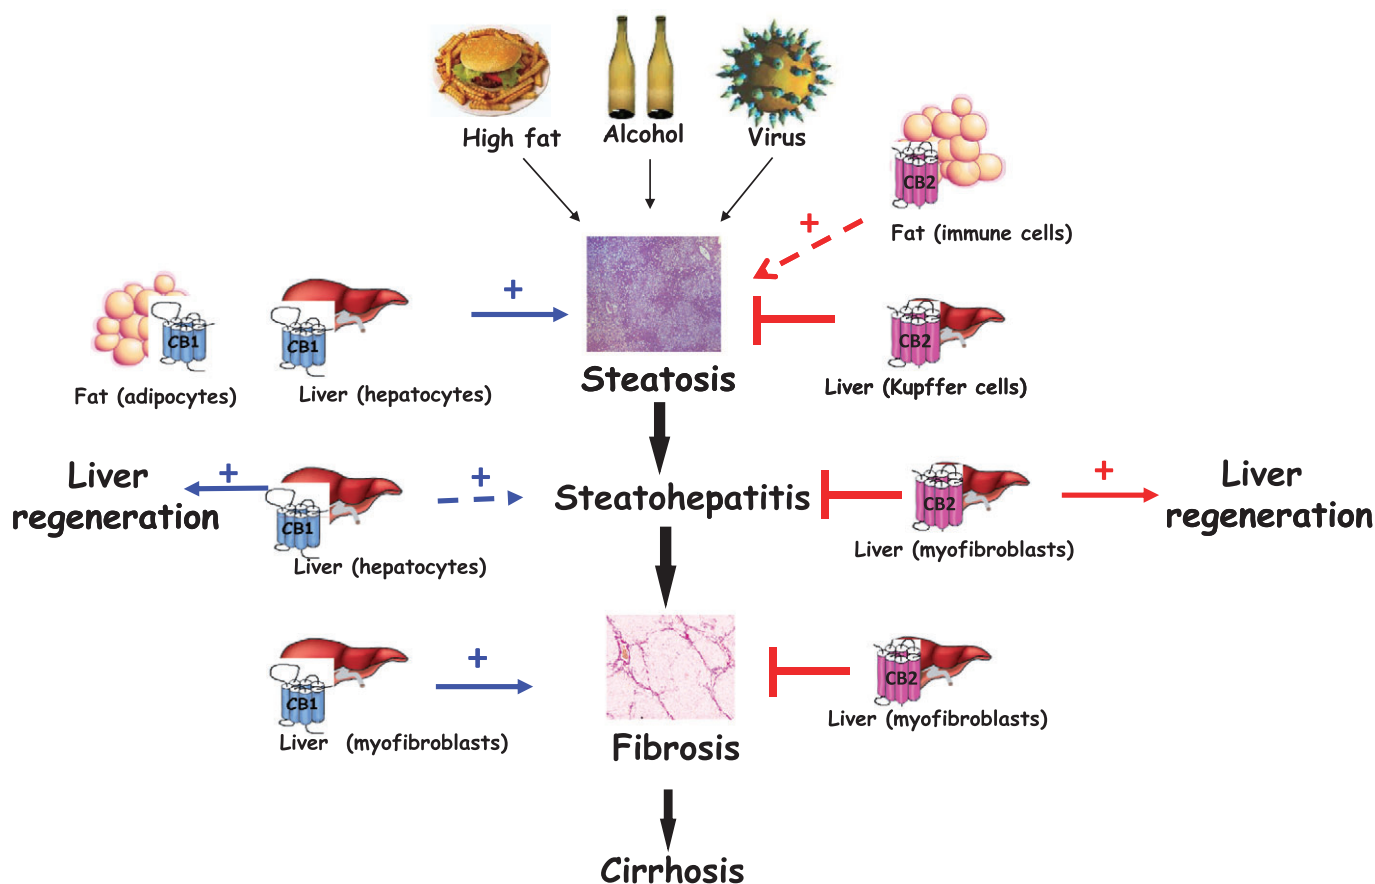 High fat
Alcohol
Virus
CB2
+
Fat (immune cells)
+
CB1
CB1
CB2
Fat (adipocytes)
Liver (hepatocytes)
Steatosis
Liver (Kupffer cells)
Liver
regeneration
+
CB1
+
Steatohepatitis
CB2
+
Liver
regeneration
Liver (hepatocytes)
Liver (myofibroblasts)
CB1
+
CB2
Liver (myofibroblasts)
Liver (myofibroblasts)
Fibrosis
Cirrhosis